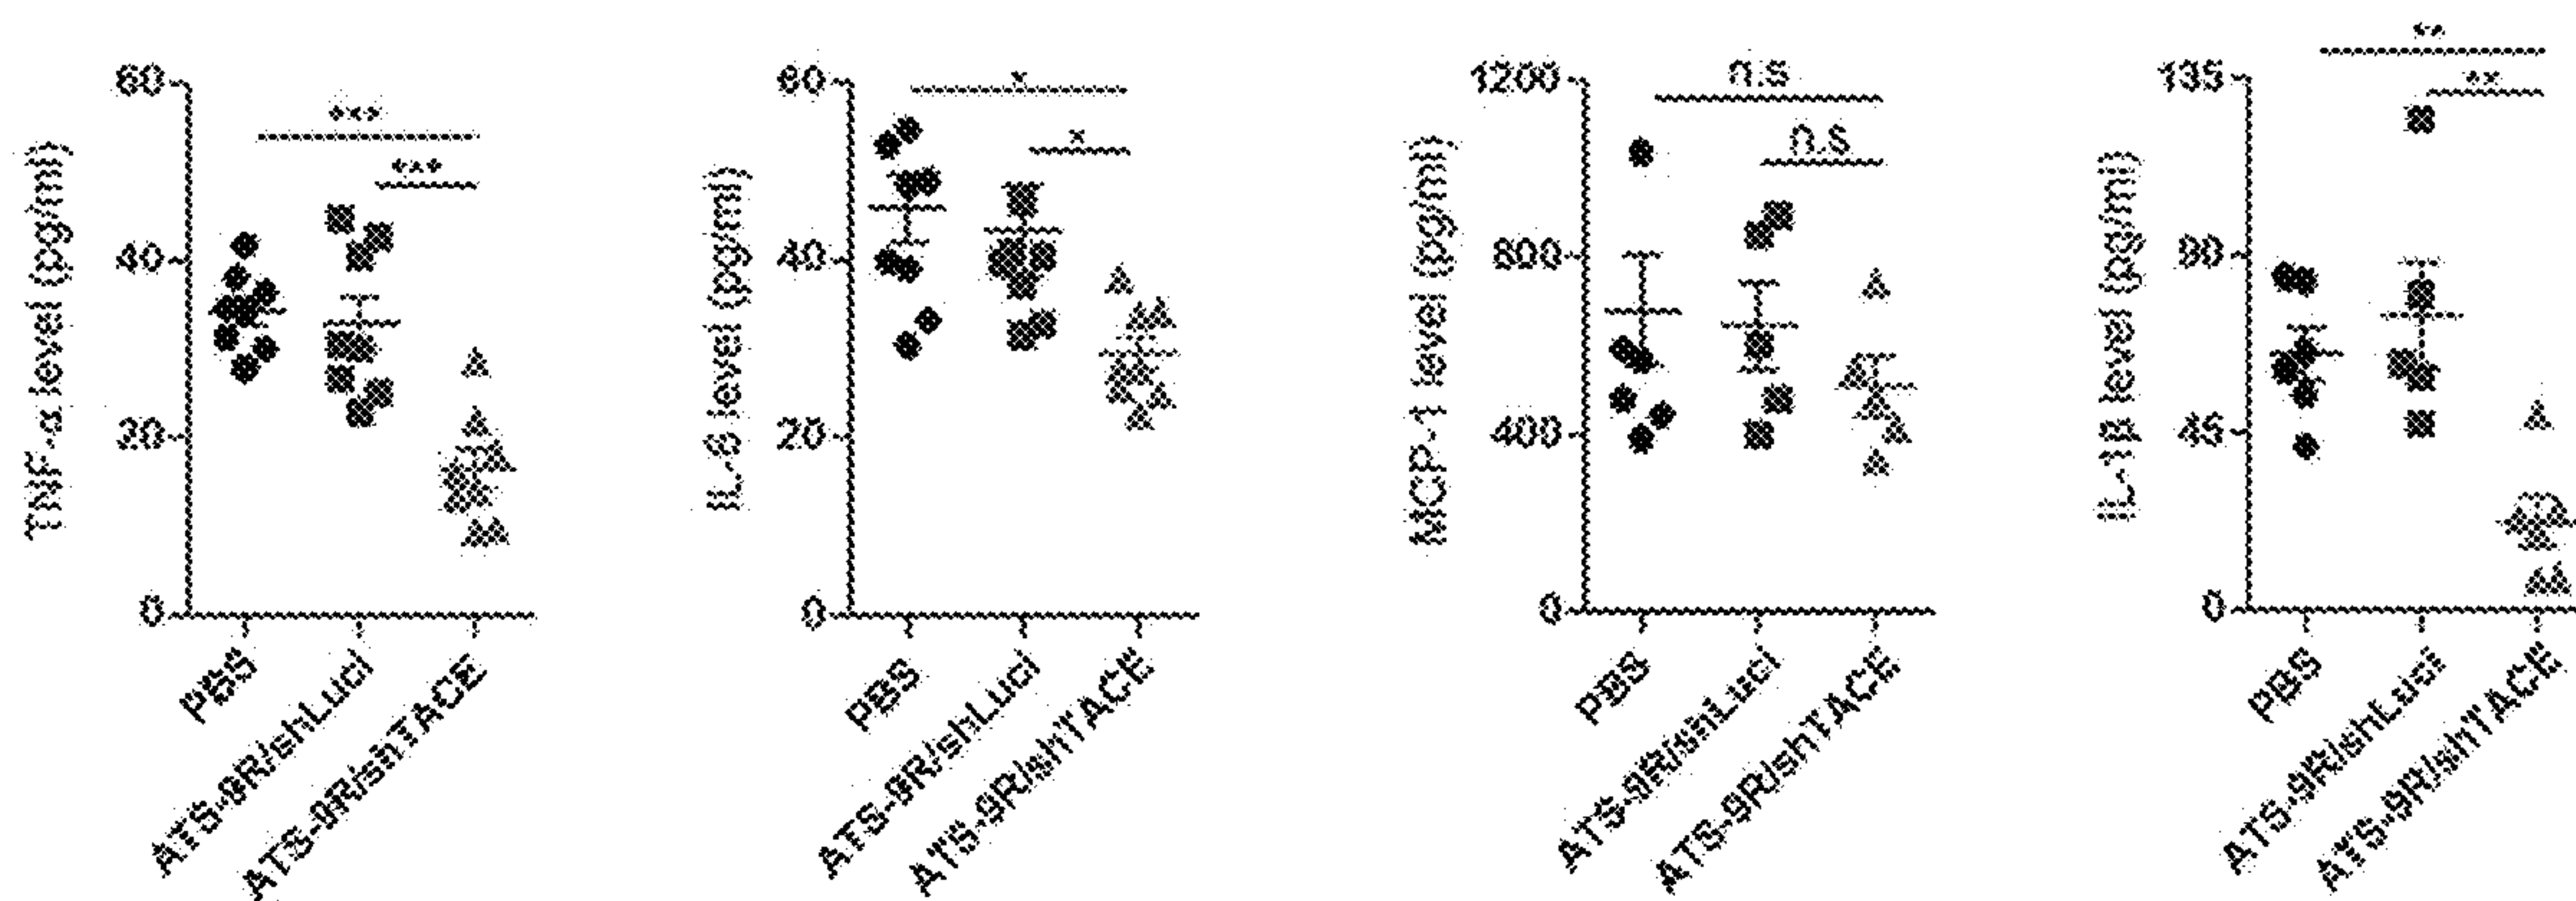 TNF-α level (pg/ml)
60
40
20
0
***
***
PBS
ATS-9R/shLuci
ATS-9R/shTACE
IL-6 level (pg/ml)
60
40
20
0
*
*
PBS
ATS-9R/shLuci
ATS-9R/shTACE
MCP-1 level (pg/ml)
1200
800
400
0
n.s
n.s
PBS
ATS-9R/shLuci
ATS-9R/shTACE
IL-1β level (pg/ml)
135
90
45
0
**
**
PBS
ATS-9R/shLuci
ATS-9R/shTACE